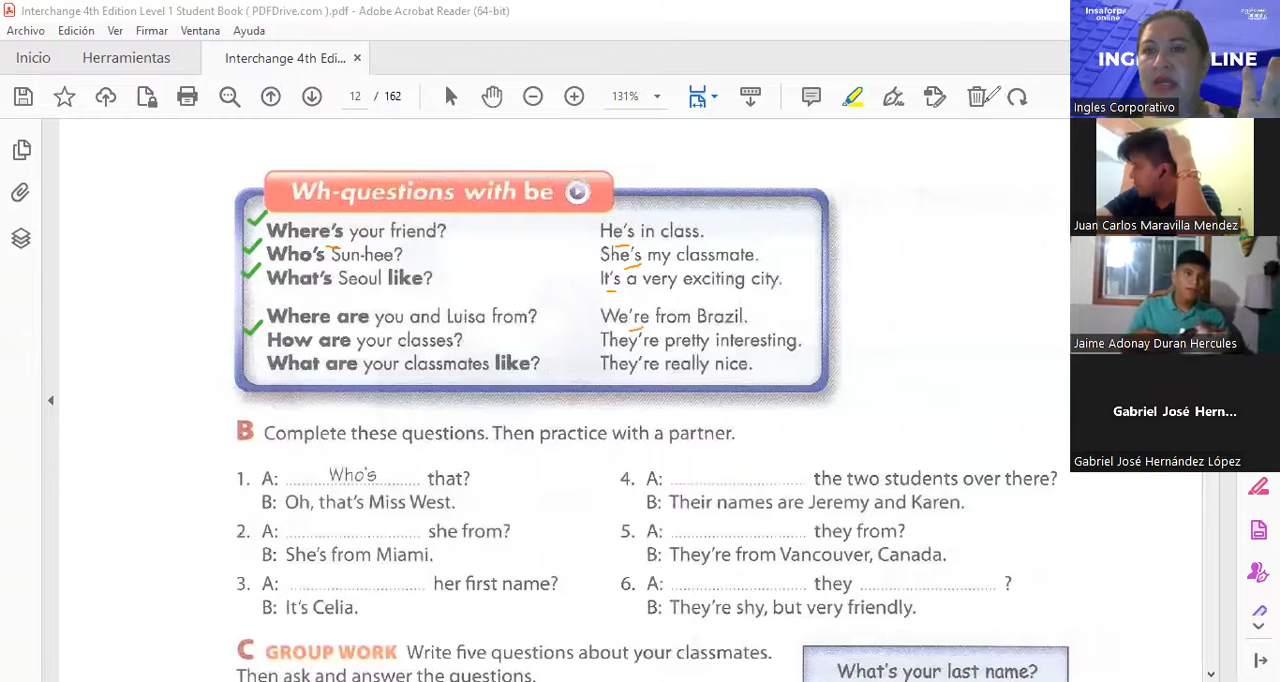 Interchange 4th Edition Level 1 Student Book ( PDFDrive.com ).pdf - Adobe Acrobat Reader (64-bit)
Archivo Edición Ver Firmar Ventana Ayuda
Inicio Herramientas Interchange 4th Edi... ×
12 / 162 131%
Wh-questions with be
Where's your friend? He's in class.
Who's Sun-hee? She's my classmate.
What's Seoul like? It's a very exciting city.
Where are you and Luisa from? We're from Brazil.
How are your classes? They're pretty interesting.
What are your classmates like? They're really nice.
B Complete these questions. Then practice with a partner.
1. A: Who's that?
B: Oh, that's Miss West.
2. A: .................... she from?
B: She's from Miami.
3. A: .................... her first name?
B: It's Celia.
4. A: .................... the two students over there?
B: Their names are Jeremy and Karen.
5. A: .................... they from?
B: They're from Vancouver, Canada.
6. A: .................... they .................... ?
B: They're shy, but very friendly.
C GROUP WORK Write five questions about your classmates.
Then ask and answer the questions.
What's your last name?
Insaforp
online
ING LINE
Ingles Corporativo
Juan Carlos Maravilla Mendez
Jaime Adonay Duran Hercules
Gabriel José Hern...
Gabriel José Hernández López